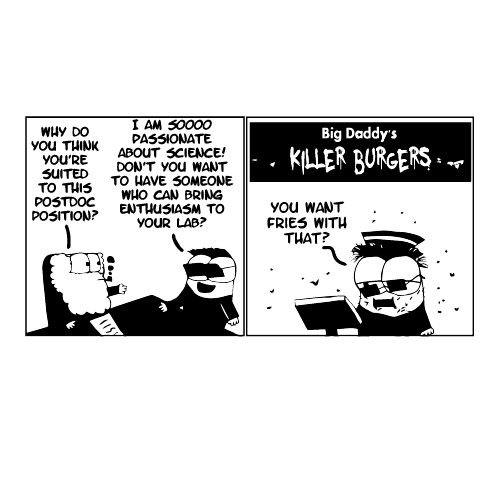 WHY DO
YOU THINK
YOU'RE
SUITED
TO THIS
POSTDOC
POSITION?
I AM SOOOO
PASSIONATE
ABOUT SCIENCE!
DON'T YOU WANT
TO HAVE SOMEONE
WHO CAN BRING
ENTHUSIASM TO
YOUR LAB?
Big Daddy's
KILLER BURGERS
YOU WANT
FRIES WITH
THAT?